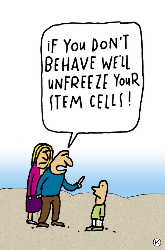 IF YOU DON'T
BEHAVE WE'LL
UNFREEZE YOUR
STEM CELLS!